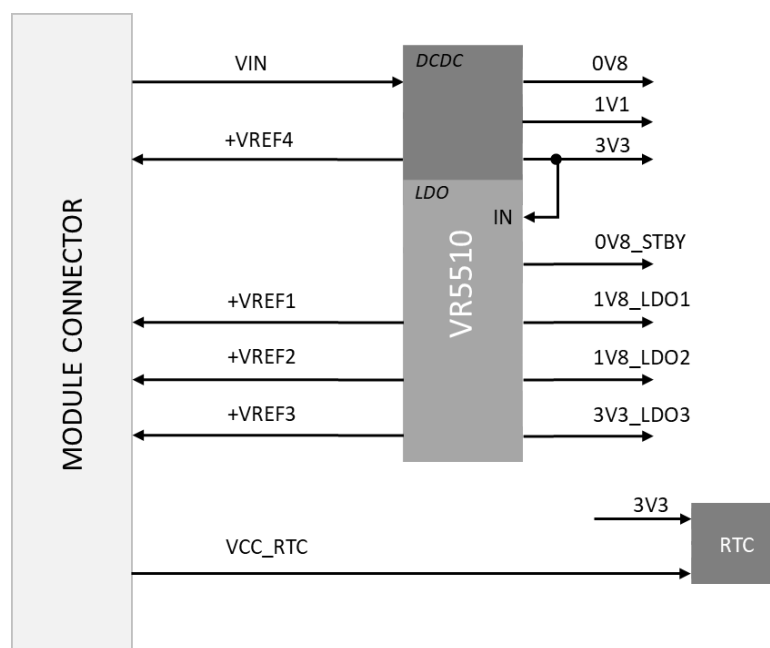 VIN
DCDC
0V8
1V1
+VREF4
3V3
LDO
IN
0V8_STBY
MODULE CONNECTOR
VR5510
+VREF1
1V8_LDO1
+VREF2
1V8_LDO2
+VREF3
3V3_LDO3
3V3
VCC_RTC
RTC